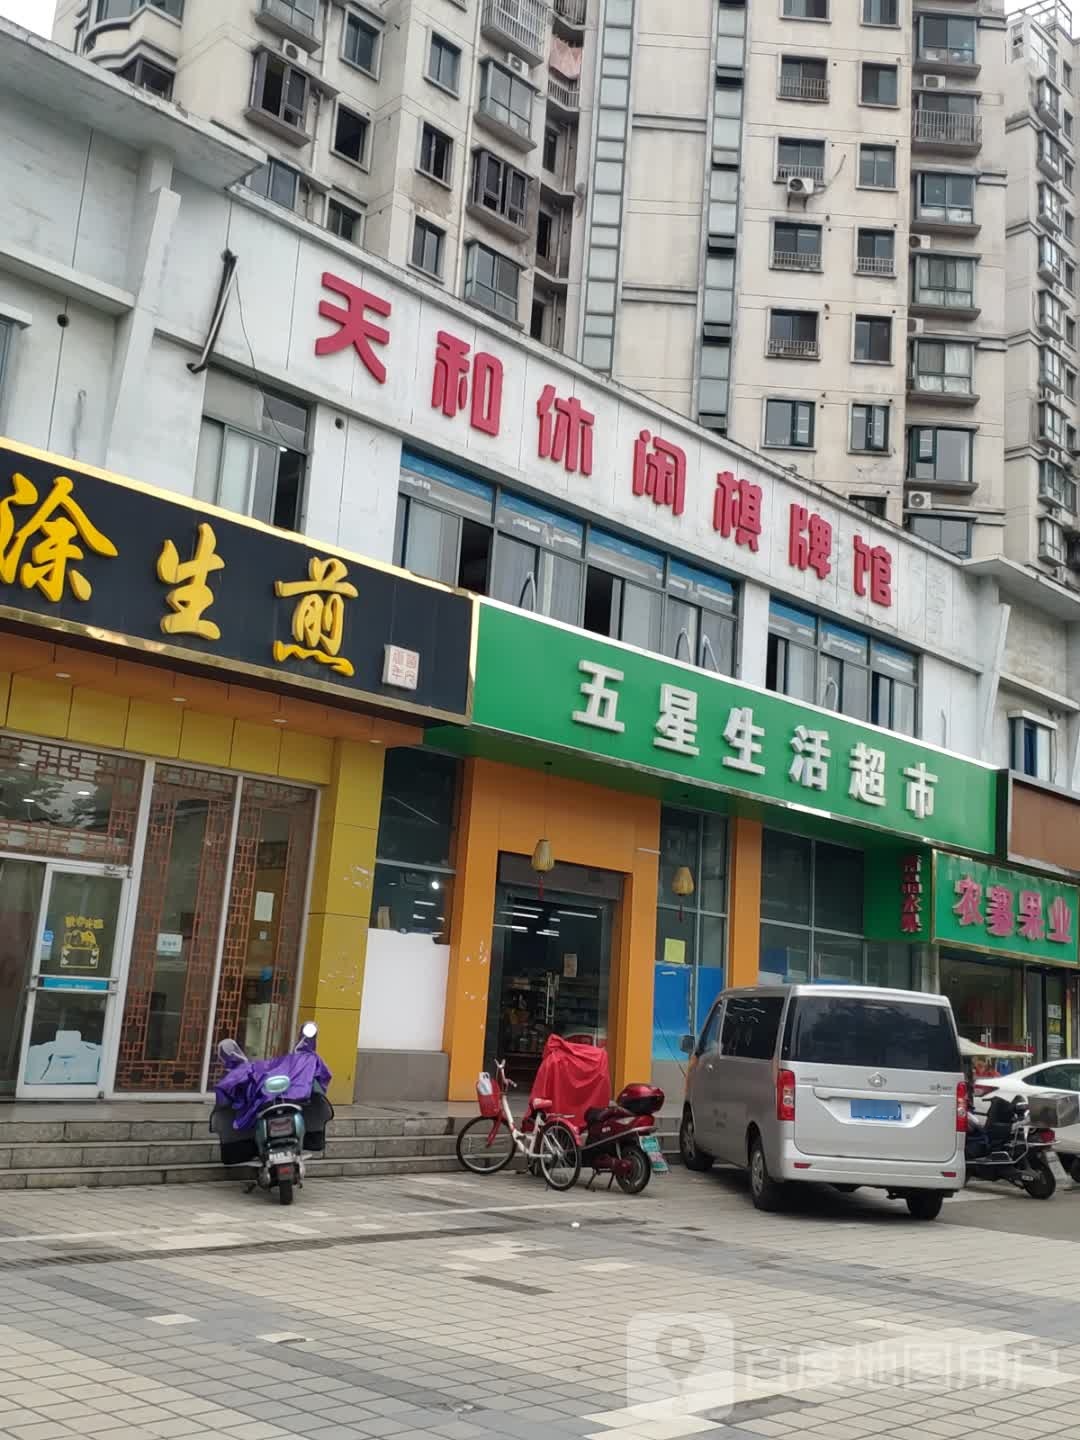 天和休闲棋牌馆
涂生煎
五星生活超市
农寨果业
百度地图用户